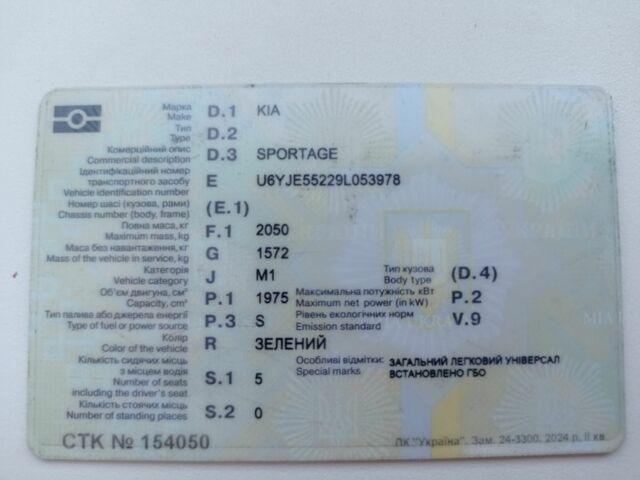 Марка D.1 KIA
Make
Тип D.2
Type
Комерційний опис D.3 SPORTAGE
Commercial description
Ідентифікаційний номер
транспортного засобу E U6YJE55229L053978
Vehicle identification number
Номер шасі (кузова, рами) (E.1)
Chassis number (body, frame)
Повна маса, кг F.1 2050
Maximum mass, kg
Маса без навантаження, кг G 1572
Mass of the vehicle in service, kg
Категорія J M1 Тип кузова (D.4)
Vehicle category Body type
Об'єм двигуна, см³ P.1 1975 Максимальна потужність кВт P.2
Capacity, cm³ Maximum net power (in kW)
Тип палива або джерела енергії P.3 S Рівень екологічних норм V.9
Type of fuel or power source Emission standard
Колір R ЗЕЛЕНИЙ
Color of the vehicle
Особливі відмітки: ЗАГАЛЬНИЙ ЛЕГКОВИЙ УНІВЕРСАЛ
Special marks ВСТАНОВЛЕНО ГБО
Кількість сидячих місць
з місцем водія S.1 5
Number of seats
including the driver's seat
Кількість стоячих місць S.2 0
Number of standing places
СТК № 154050
ПК "Україна". Зам. 24-3300. 2024 р. II кв.